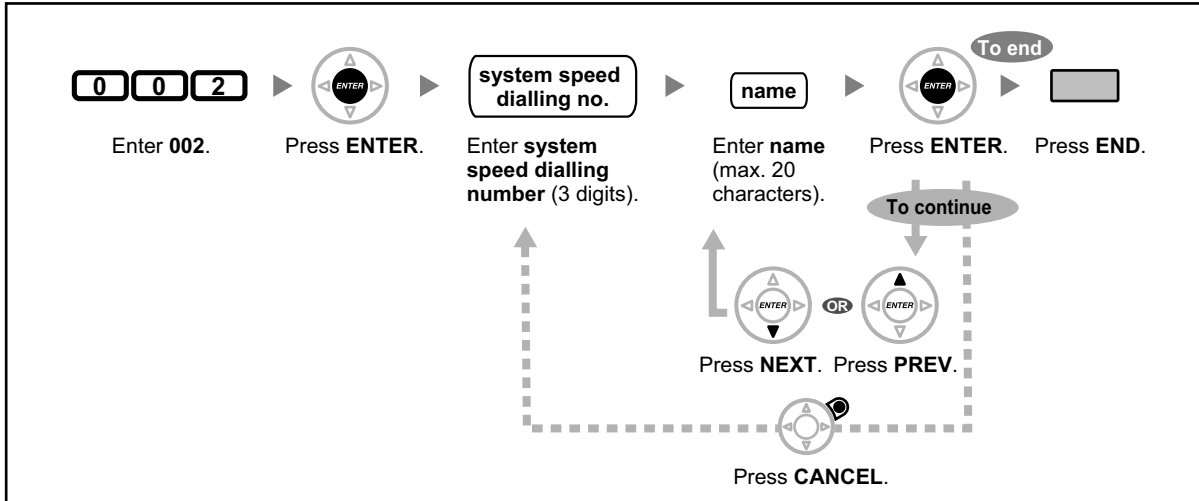 To end
0 0 2
ENTER
system speed
dialling no.
name
ENTER
Enter 002.
Press ENTER.
Enter system
speed dialling
number (3 digits).
Enter name
(max. 20
characters).
Press ENTER.
Press END.
To continue
ENTER
OR
ENTER
Press NEXT.
Press PREV.
Press CANCEL.